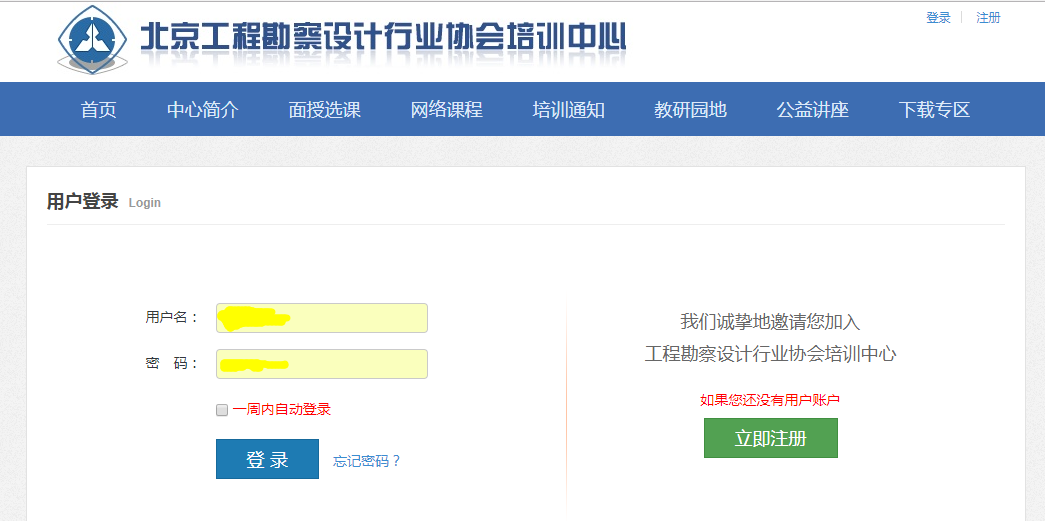 登录 注册
北京工程勘察设计行业协会培训中心
首页 中心简介 面授选课 网络课程 培训通知 教研园地 公益讲座 下载专区
用户登录 Login
用户名：
密 码：
一周内自动登录
登 录 忘记密码？
我们诚挚地邀请您加入
工程勘察设计行业协会培训中心
如果您还没有用户账户
立即注册